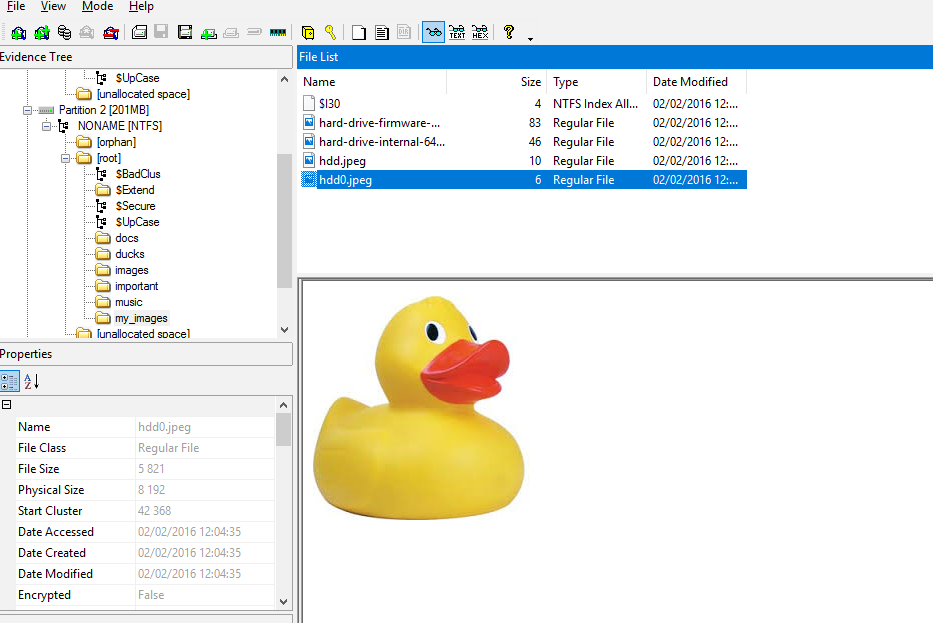 File View Mode Help
TEXT HEX
Evidence Tree
$UpCase
[unallocated space]
Partition 2 [201MB]
NONAME [NTFS]
[orphan]
[root]
$BadClus
$Extend
$Secure
$UpCase
docs
ducks
images
important
music
my_images
[unallocated space]
File List
Name Size Type Date Modified
$I30 4 NTFS Index All... 02/02/2016 12:...
hard-drive-firmware-... 83 Regular File 02/02/2016 12:...
hard-drive-internal-64... 46 Regular File 02/02/2016 12:...
hdd.jpeg 10 Regular File 02/02/2016 12:...
hdd0.jpeg 6 Regular File 02/02/2016 12:...
Properties
A
Z
Name hdd0.jpeg
File Class Regular File
File Size 5 821
Physical Size 8 192
Start Cluster 42 368
Date Accessed 02/02/2016 12:04:35
Date Created 02/02/2016 12:04:35
Date Modified 02/02/2016 12:04:35
Encrypted False